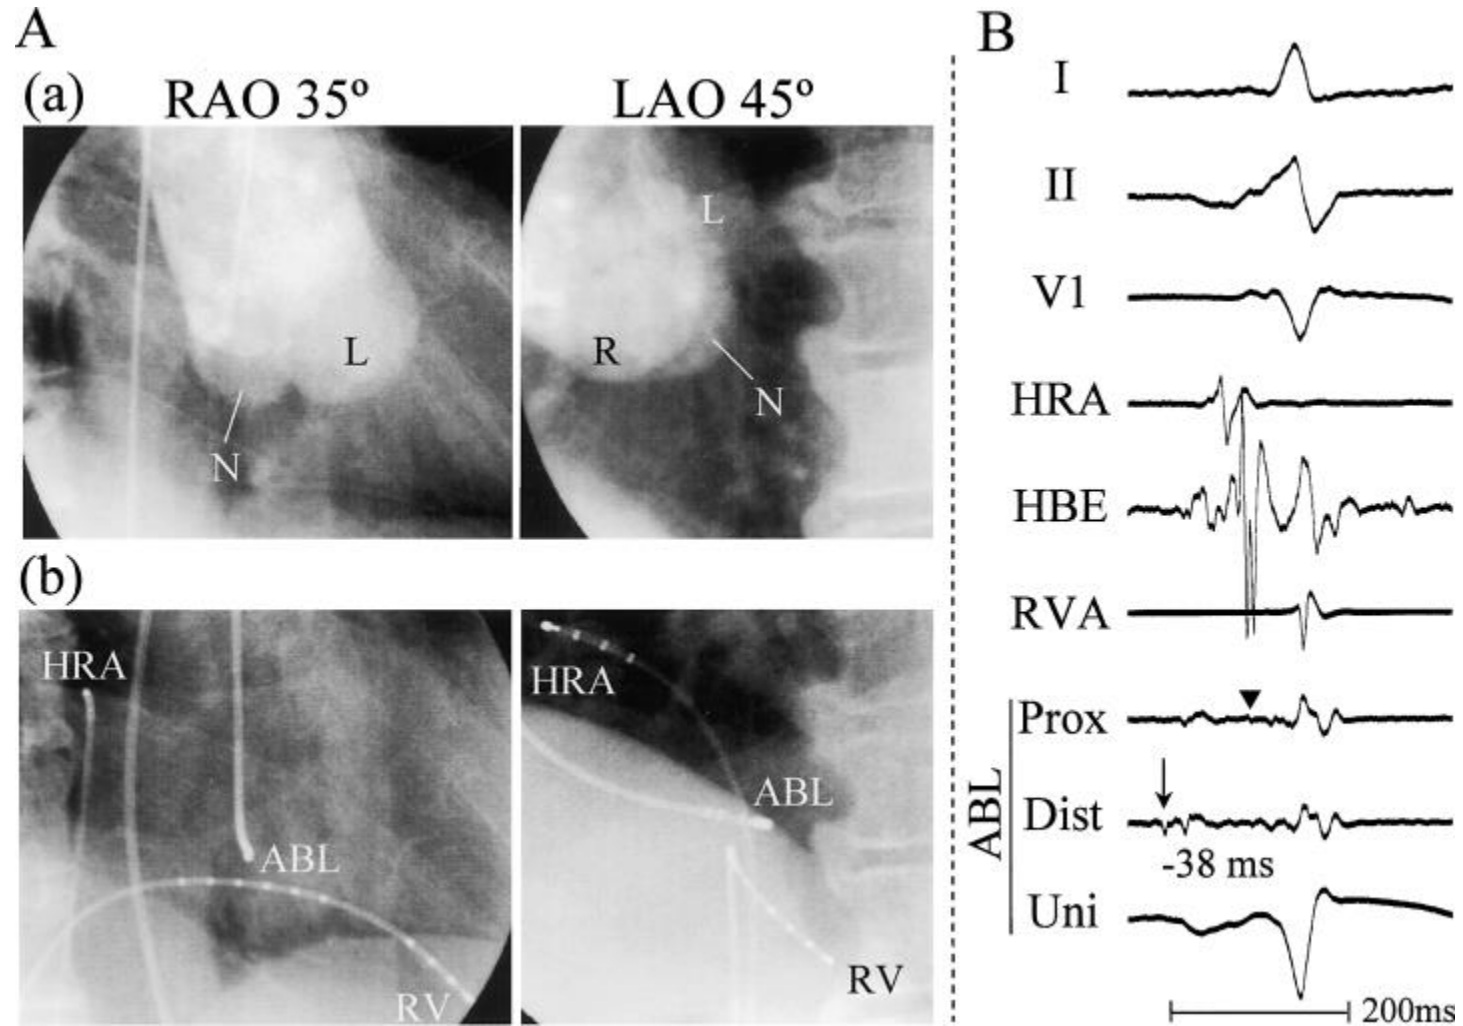 A
(a)
RAO 35º
LAO 45º
L
N
L
R
N
(b)
HRA
ABL
RV
HRA
ABL
RV
B
I
II
V1
HRA
HBE
RVA
ABL
Prox
Dist
-38 ms
Uni
200ms